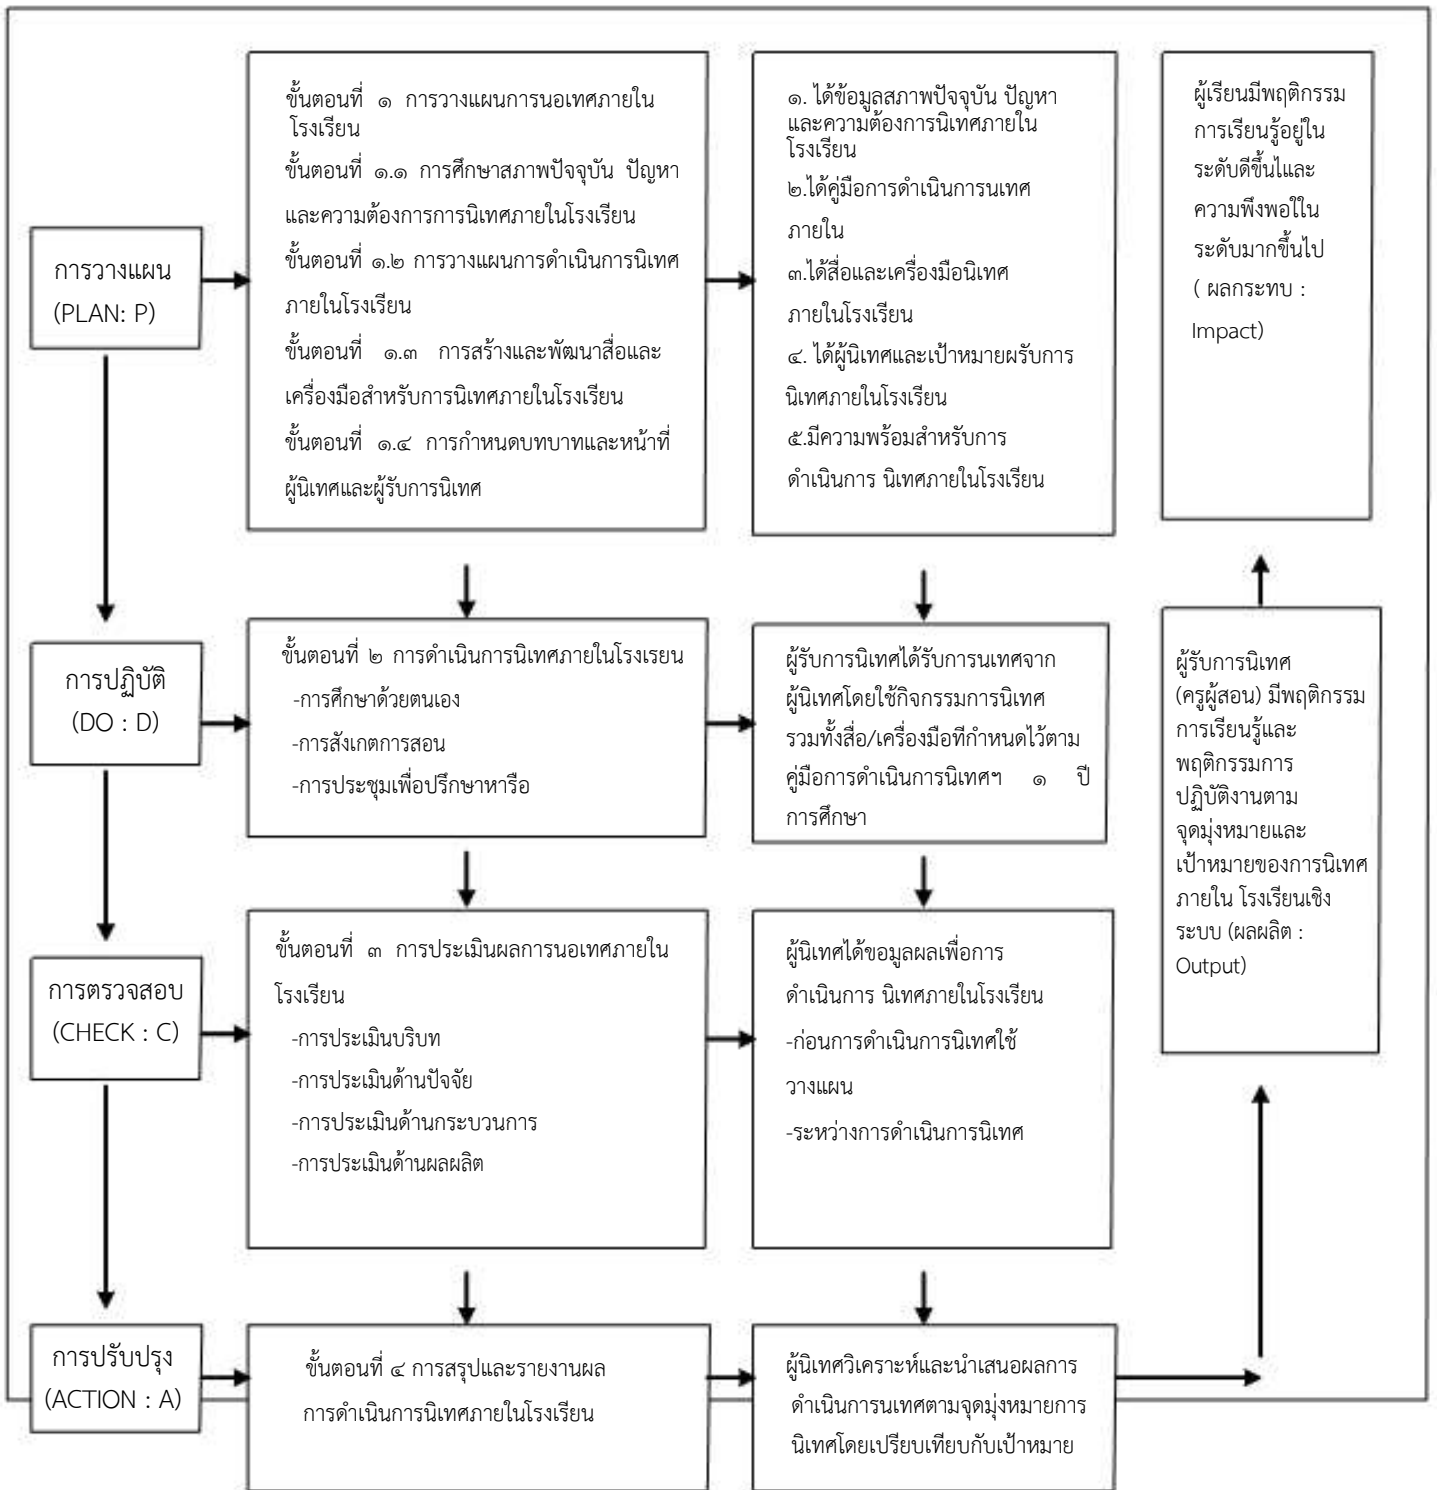 การวางแผน
(PLAN: P)
ขั้นตอนที่ ๑ การวางแผนการนอเทศภายใน
โรงเรียน
ขั้นตอนที่ ๑.๑ การศึกษาสภาพปัจจุบัน ปัญหา
และความต้องการการนิเทศภายในโรงเรียน
ขั้นตอนที่ ๑.๒ การวางแผนการดำเนินการนิเทศ
ภายในโรงเรียน
ขั้นตอนที่ ๑.๓ การสร้างและพัฒนาสื่อและ
เครื่องมือสำหรับการนิเทศภายในโรงเรียน
ขั้นตอนที่ ๑.๔ การกำหนดบทบาทและหน้าที่
ผู้นิเทศและผู้รับการนิเทศ
๑. ได้ข้อมูลสภาพปัจจุบัน ปัญหา
และความต้องการนิเทศภายใน
โรงเรียน
๒.ได้คู่มือการดำเนินการนเทศ
ภายใน
๓.ได้สื่อและเครื่องมือนิเทศ
ภายในโรงเรียน
๔. ได้ผู้นิเทศและเป้าหมายผรับการ
นิเทศภายในโรงเรียน
๕.มีความพร้อมสำหรับการ
ดำเนินการ นิเทศภายในโรงเรียน
ผู้เรียนมีพฤติกรรม
การเรียนรู้อยู่ใน
ระดับดีขึ้นไและ
ความพึงพอใใน
ระดับมากขึ้นไป
( ผลกระทบ :
Impact)
การปฏิบัติ
(DO : D)
ขั้นตอนที่ ๒ การดำเนินการนิเทศภายในโรงเรยน
-การศึกษาด้วยตนเอง
-การสังเกตการสอน
-การประชุมเพื่อปรึกษาหารือ
ผู้รับการนิเทศได้รับการนเทศจาก
ผู้นิเทศโดยใช้กิจกรรมการนิเทศ
รวมทั้งสื่อ/เครื่องมือทีกำหนดไว้ตาม
คู่มือการดำเนินการนิเทศฯ ๑ ปี
การศึกษา
ผู้รับการนิเทศ
(ครูผู้สอน) มีพฤติกรรม
การเรียนรู้และ
พฤติกรรมการ
ปฏิบัติงานตาม
จุดมุ่งหมายและ
เป้าหมายของการนิเทศ
ภายใน โรงเรียนเชิง
ระบบ (ผลผลิต :
Output)
การตรวจสอบ
(CHECK : C)
ขั้นตอนที่ ๓ การประเมินผลการนอเทศภายใน
โรงเรียน
-การประเมินบริบท
-การประเมินด้านปัจจัย
-การประเมินด้านกระบวนการ
-การประเมินด้านผลผลิต
ผู้นิเทศได้ขอมูลผลเพื่อการ
ดำเนินการ นิเทศภายในโรงเรียน
-ก่อนการดำเนินการนิเทศใช้
วางแผน
-ระหว่างการดำเนินการนิเทศ
การปรับปรุง
(ACTION : A)
ขั้นตอนที่ ๔ การสรุปและรายงานผล
การดำเนินการนิเทศภายในโรงเรียน
ผู้นิเทศวิเคราะห์และนำเสนอผลการ
ดำเนินการนเทศตามจุดมุ่งหมายการ
นิเทศโดยเปรียบเทียบกับเป้าหมาย